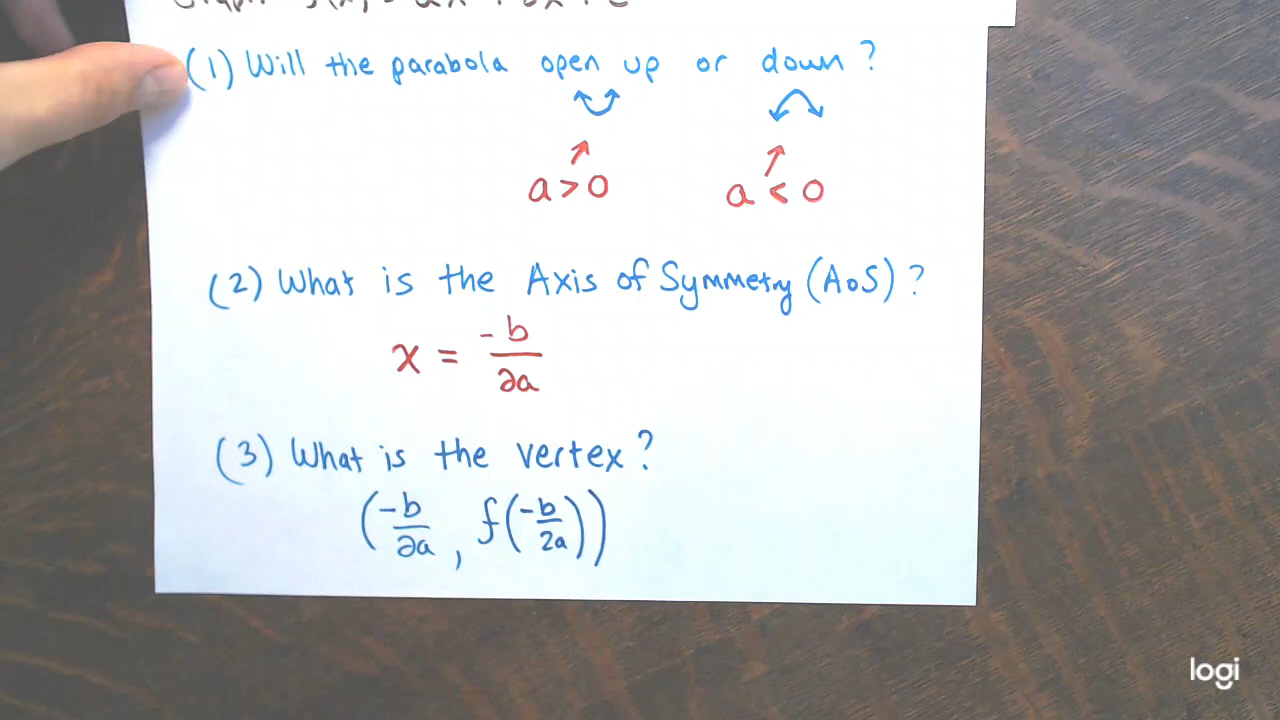 (1) Will the parabola open up or down?
a > 0 a < 0
(2) What is the Axis of Symmetry (AoS)?
x = -b/2a
(3) What is the vertex?
(-b/2a, f(-b/2a))
logi